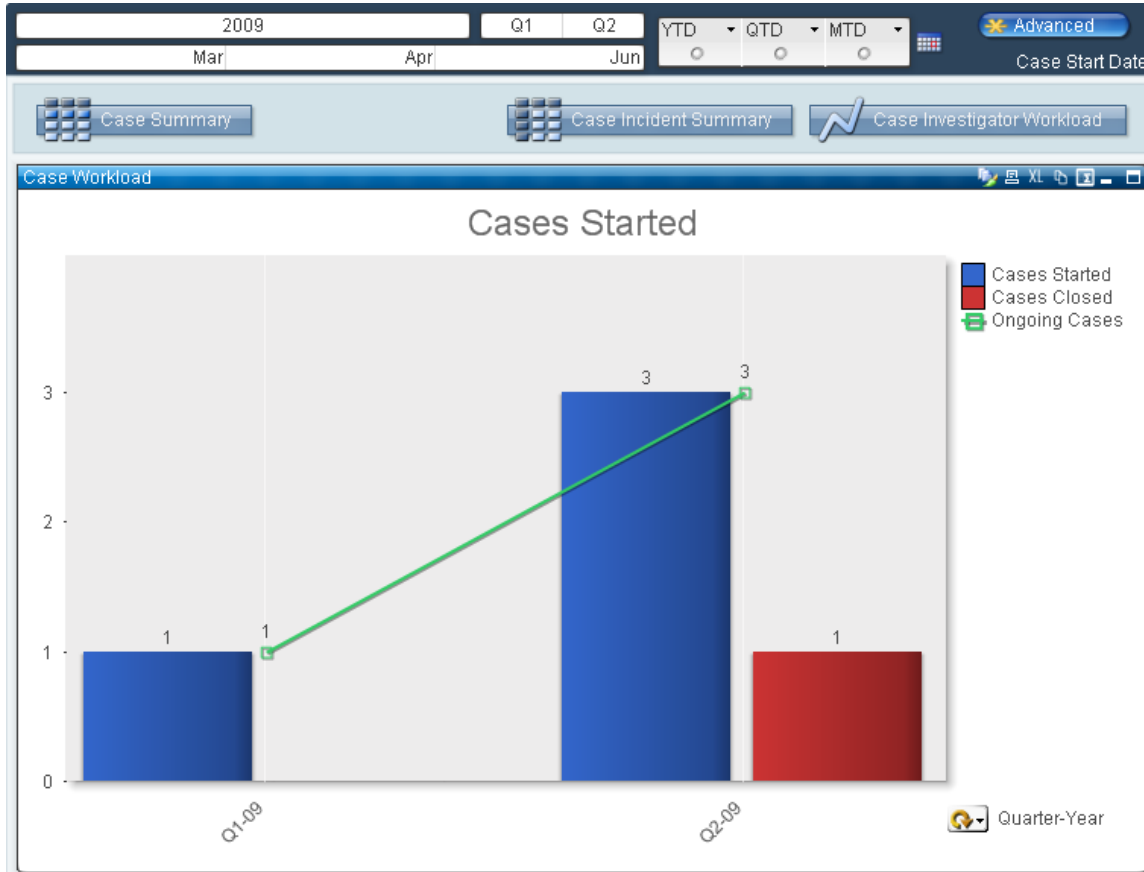 2009 Q1 Q2 YTD QTD MTD Advanced
Mar Apr Jun Case Start Date
Case Summary Case Incident Summary Case Investigator Workload
Case Workload XL
Cases Started
Cases Started
Cases Closed
Ongoing Cases
3 3
3
2
1 1 1
1
0
Q1-09 Q2-09
Quarter-Year